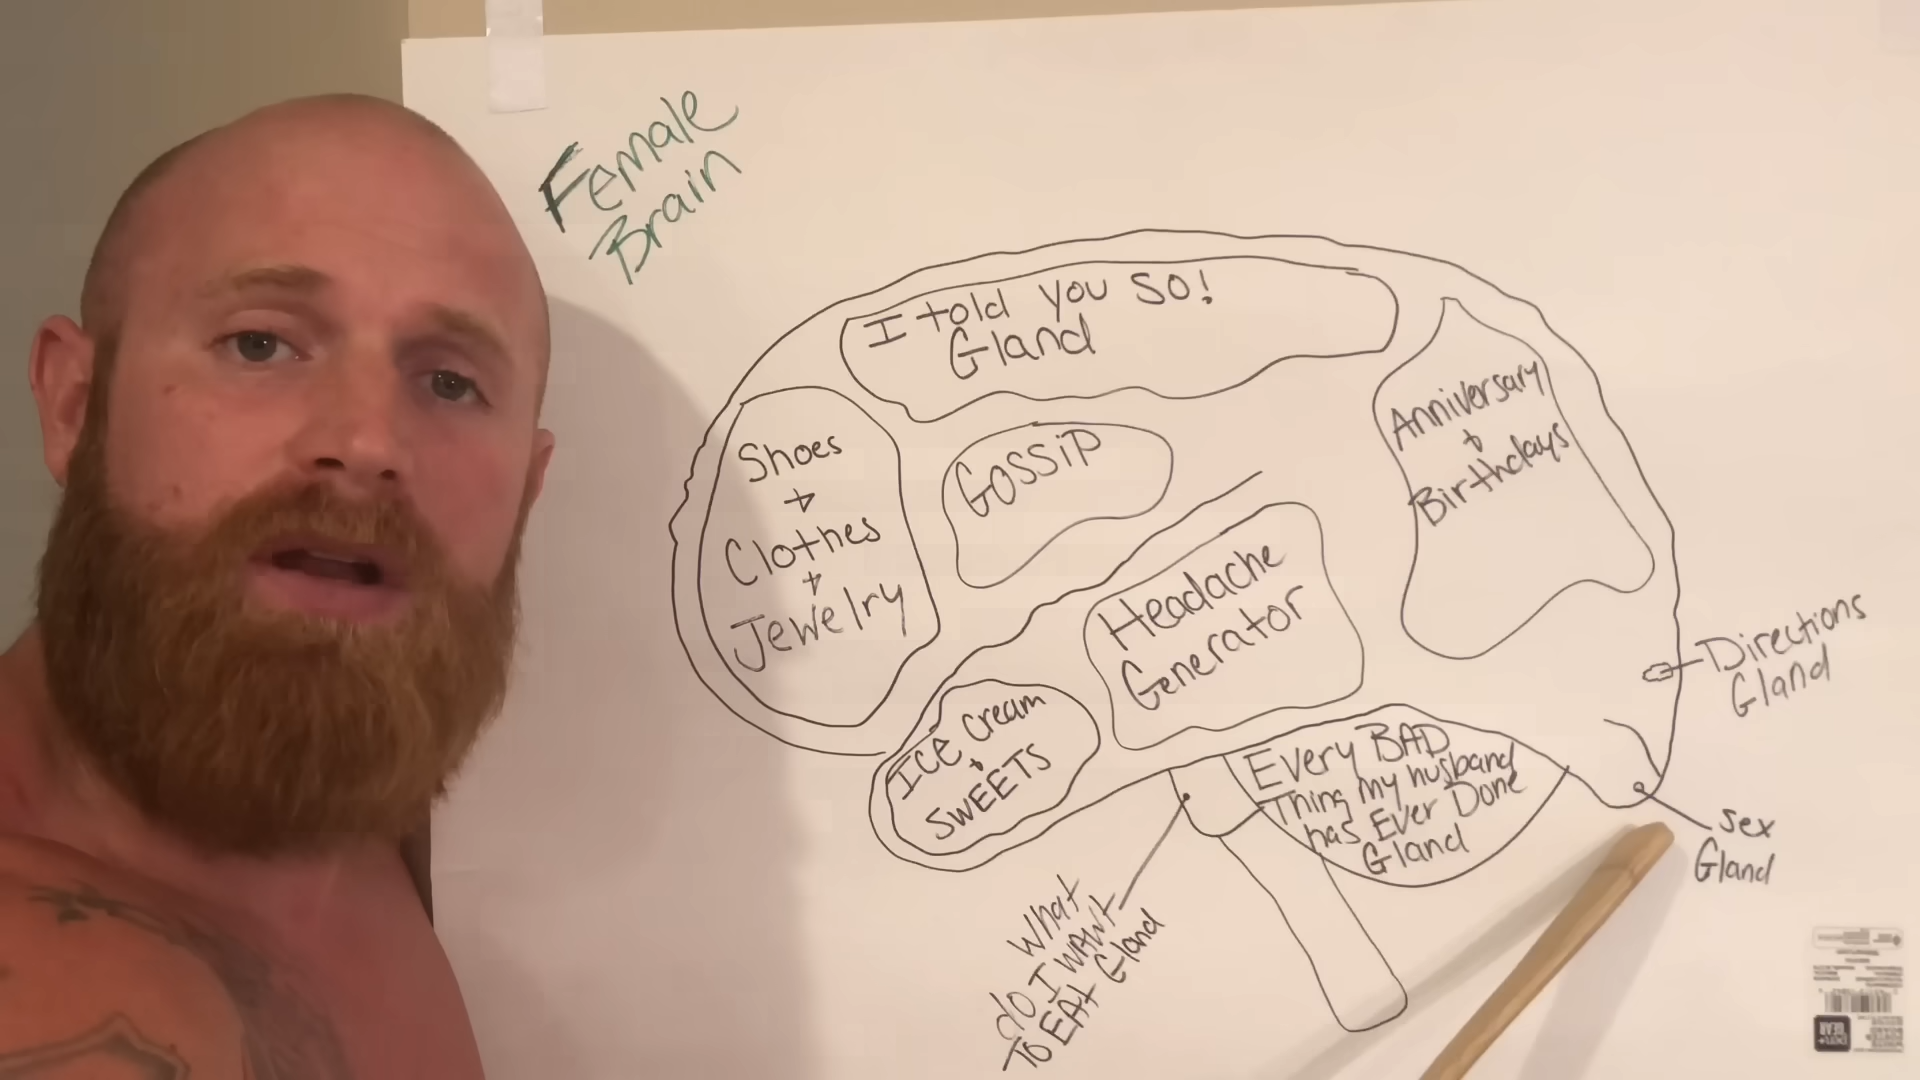 Female
Brain
I told you so!
Gland
Shoes
+
Clothes
+
Jewelry
Gossip
Anniversary
+
Birthdays
Headache
Generator
ICE Cream
+
SWEETS
Every BAD
Thing my husband
has Ever Done
Gland
Directions
Gland
Sex
Gland
What
do I WANT
TO EAt Gland